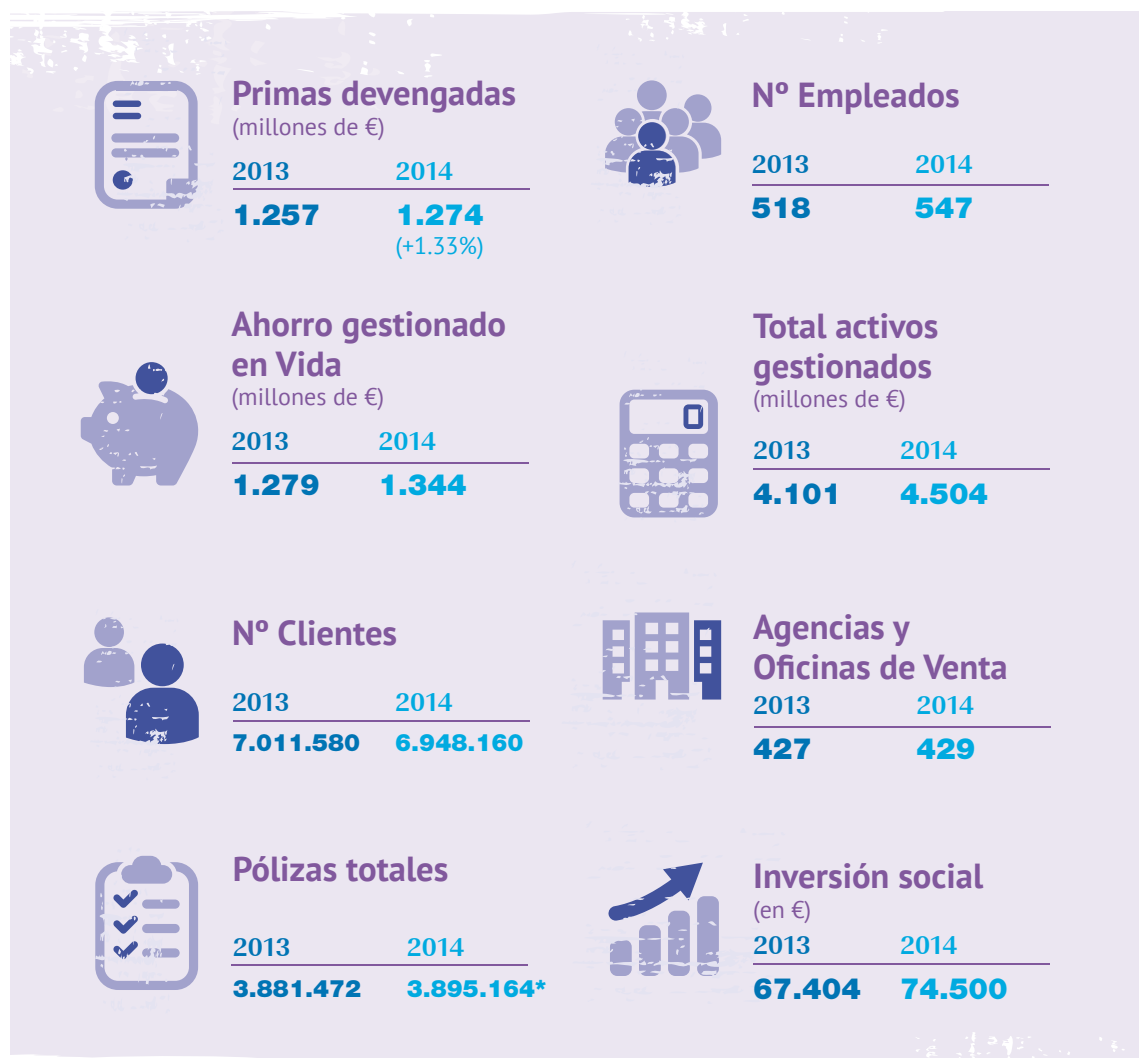 Primas devengadas
(millones de €)
2013 2014
1.257 1.274
(+1.33%)
Nº Empleados
2013 2014
518 547
Ahorro gestionado
en Vida
(millones de €)
2013 2014
1.279 1.344
Total activos
gestionados
(millones de €)
0
2013 2014
4.101 4.504
Nº Clientes
2013 2014
7.011.580 6.948.160
Agencias y
Oficinas de Venta
2013 2014
427 429
Pólizas totales
2013 2014
3.881.472 3.895.164*
Inversión social
(en €)
2013 2014
67.404 74.500